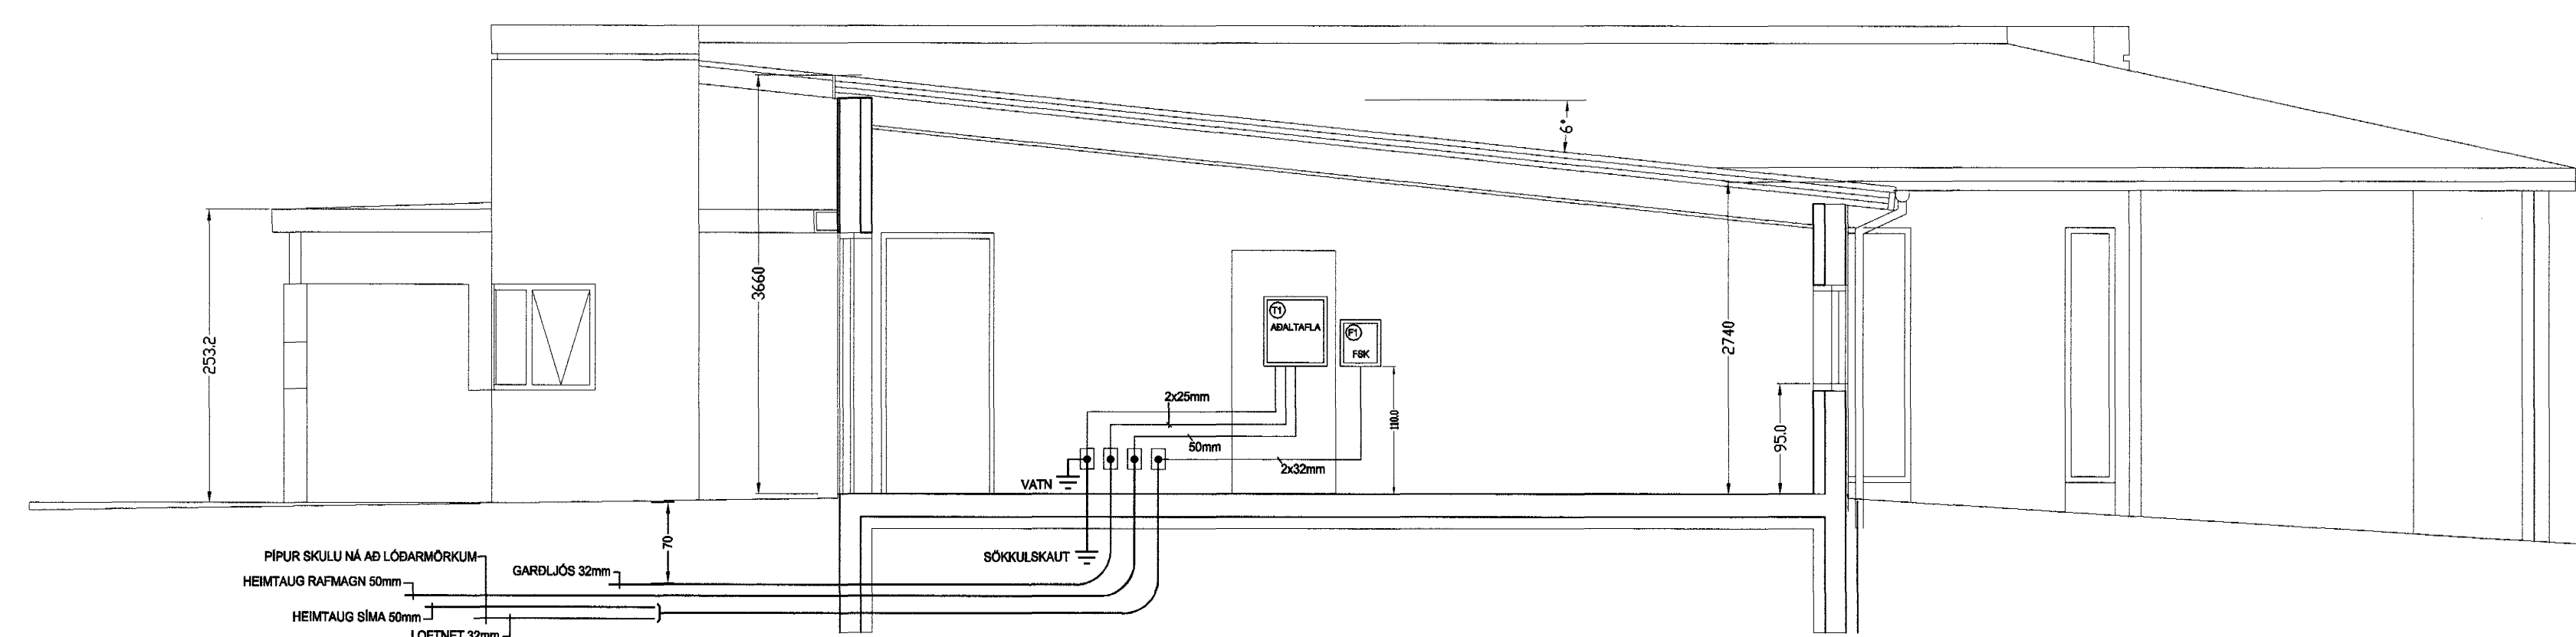 6°
3660
253.2
2740
T1
AÐALTAFLA
F1
FSK
2x25mm
110.0
95.0
50mm
2x32mm
VATN
70
SÖKKULSKAUT
PÍPUR SKULU NÁ AÐ LÓÐARMÖRKUM
GARÐLJÓS 32mm
HEIMTAUG RAFMAGN 50mm
HEIMTAUG SÍMA 50mm
LOFTNET 32mm